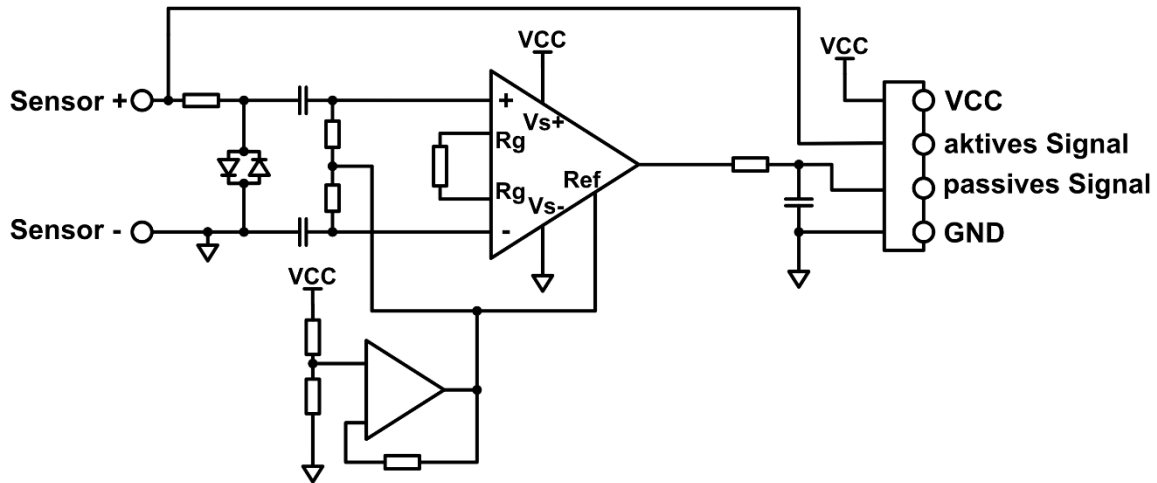 VCC
VCC
Sensor +
+
Vs+
VCC
Rg
aktives Signal
Rg
Ref
passives Signal
Vs-
Sensor -
-
GND
VCC